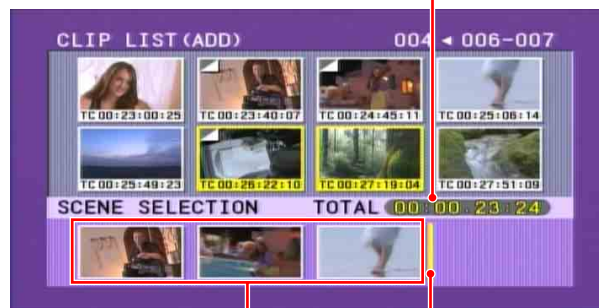 CLIP LIST(ADD) 004 ◂ 006-007
TC 00:23:00:25 TC 00:23:40:07 TC 00:24:45:11 TC 00:25:06:14
TC 00:25:49:23 TC 00:26:22:10 TC 00:27:19:04 TC 00:27:51:09
SCENE SELECTION TOTAL 00:00.23:24